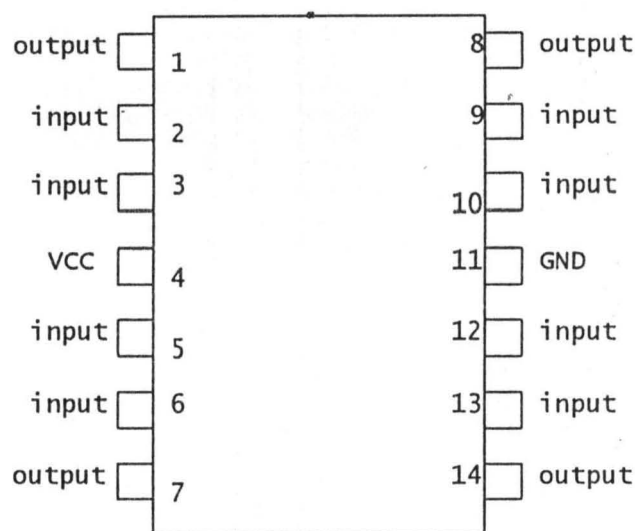 output 1 8 output
input 2 9 input
input 3 10 input
VCC 4 11 GND
input 5 12 input
input 6 13 input
output 7 14 output